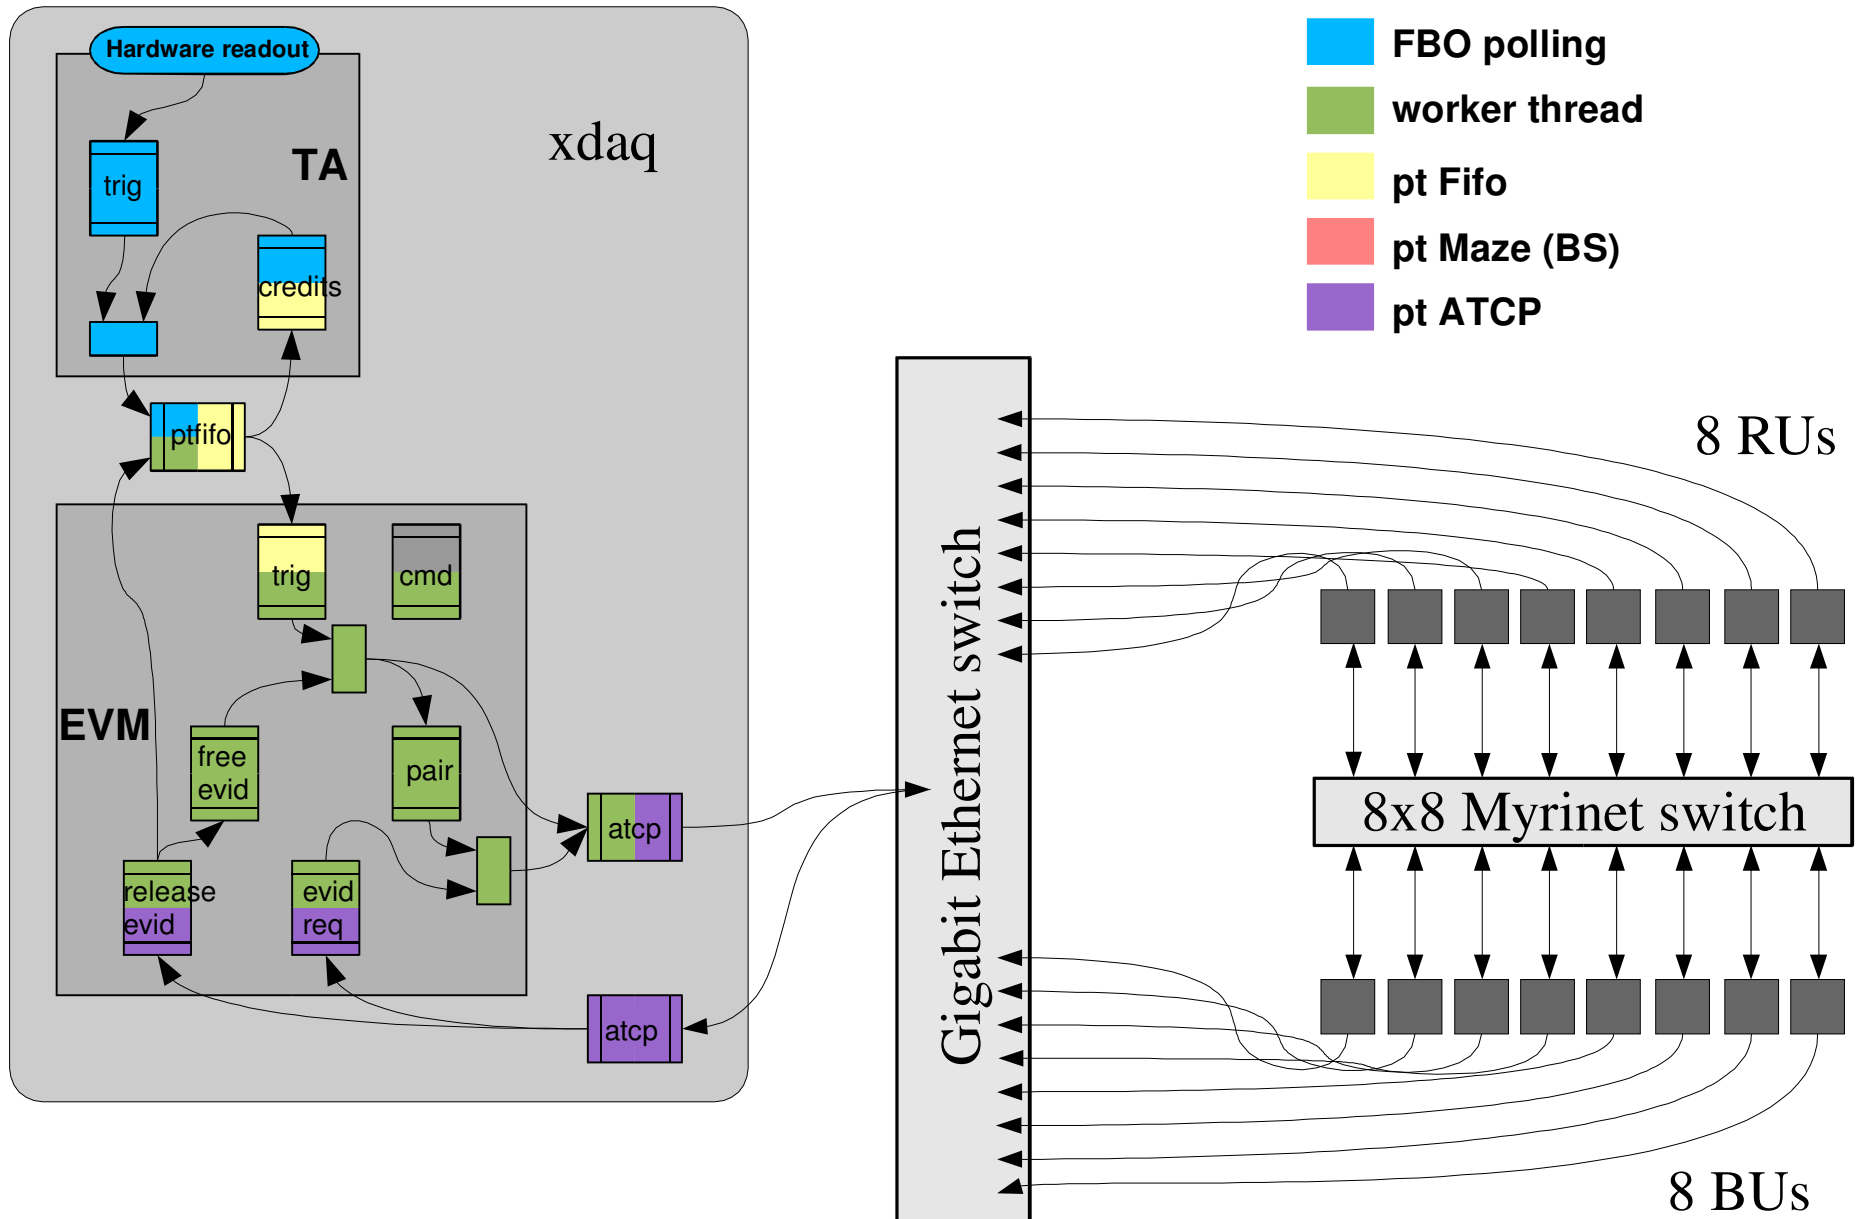 Hardware readout
FBO polling
worker thread
pt Fifo
pt Maze (BS)
pt ATCP
xdaq
TA
trig
credits
ptfifo
8 RUs
trig
cmd
EVM
free
evid
pair
release
evid
evid
req
atcp
atcp
Gigabit Ethernet switch
8x8 Myrinet switch
8 BUs